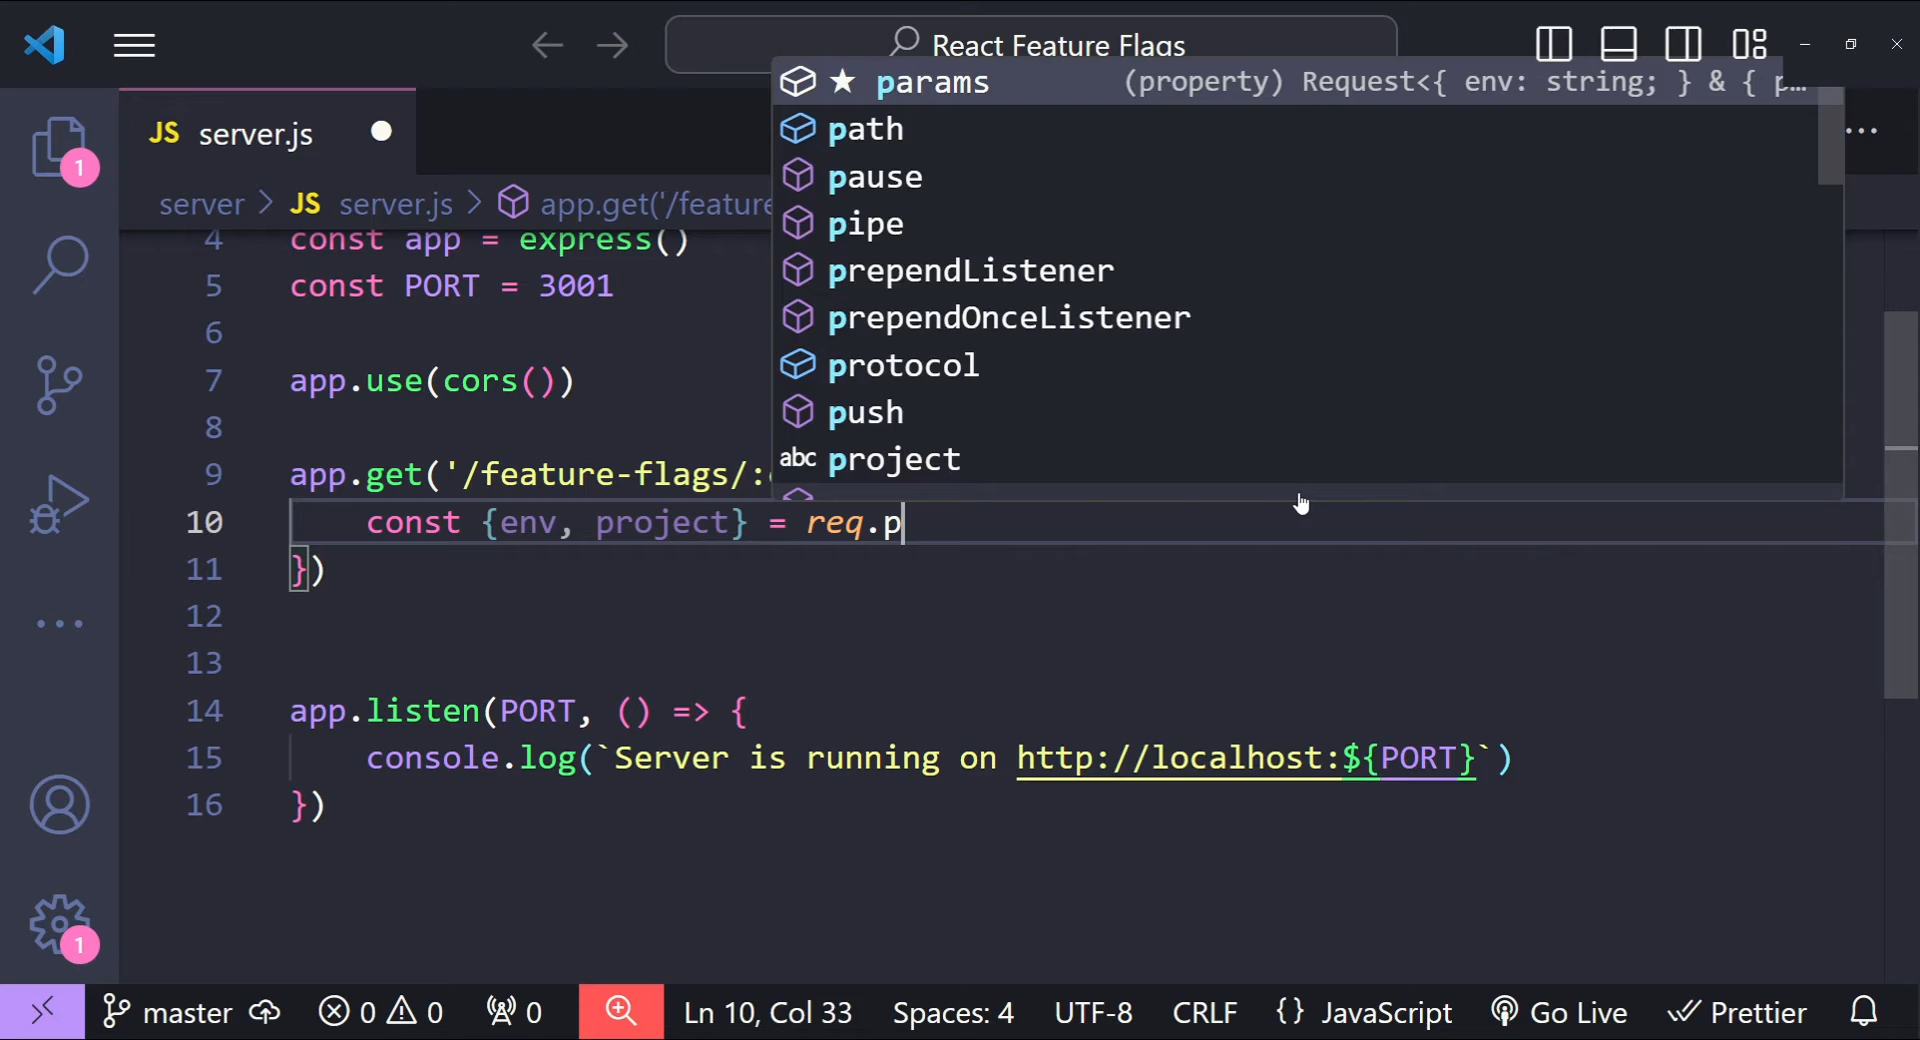 React Feature Flags
JS server.js
1
server > JS server.js > app.get('/feature
★ params (property) Request<{ env: string; } & { p…
path
pause
pipe
prependListener
prependOnceListener
protocol
push
abc project
4 const app = express()
5 const PORT = 3001
6
7 app.use(cors())
8
9 app.get('/feature-flags/:
10 const {env, project} = req.p
11 })
12
13
14 app.listen(PORT, () => {
15 console.log(`Server is running on http://localhost:${PORT}`)
16 })
1
master 0 0 0 Ln 10, Col 33 Spaces: 4 UTF-8 CRLF {} JavaScript Go Live Prettier